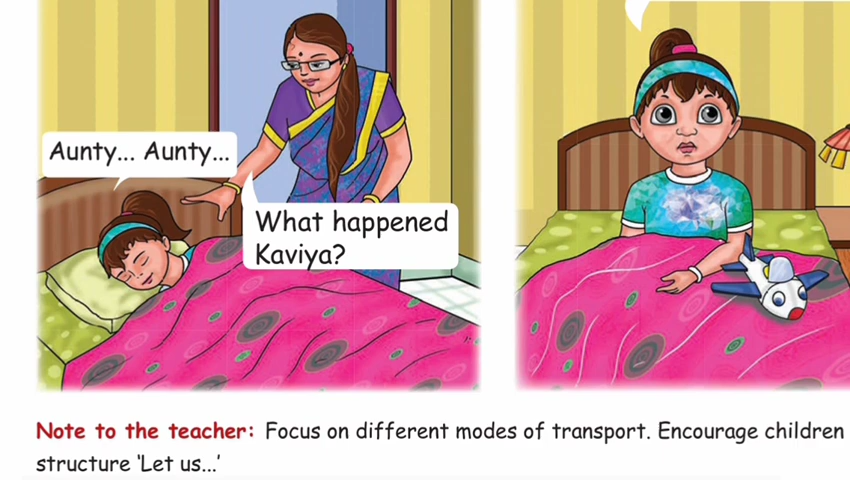 Aunty... Aunty...
What happened
Kaviya?
Note to the teacher: Focus on different modes of transport. Encourage children
structure ‘Let us...’